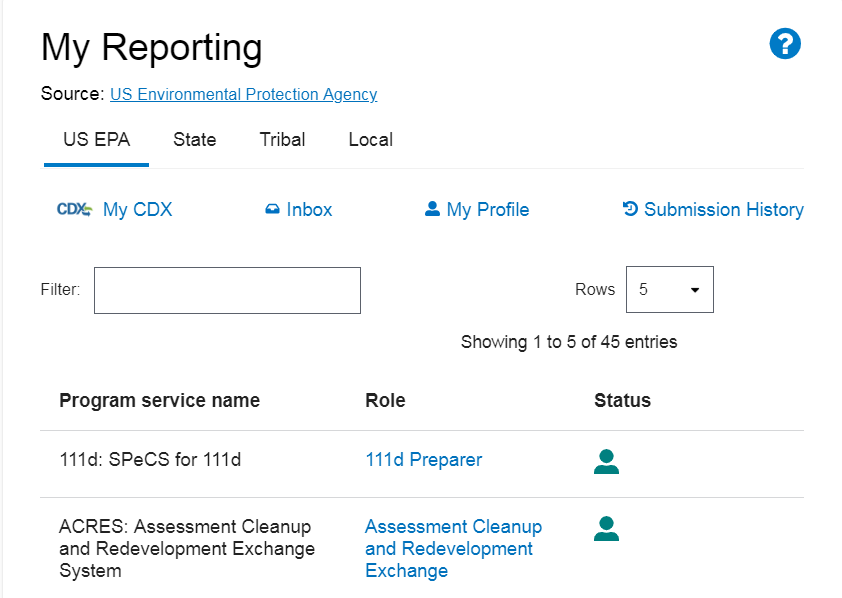 My Reporting
?
Source: US Environmental Protection Agency
US EPA State Tribal Local
CDX My CDX Inbox My Profile Submission History
Filter: Rows 5
Showing 1 to 5 of 45 entries
Program service name Role Status
111d: SPeCS for 111d 111d Preparer
ACRES: Assessment Cleanup Assessment Cleanup
and Redevelopment Exchange and Redevelopment
System Exchange